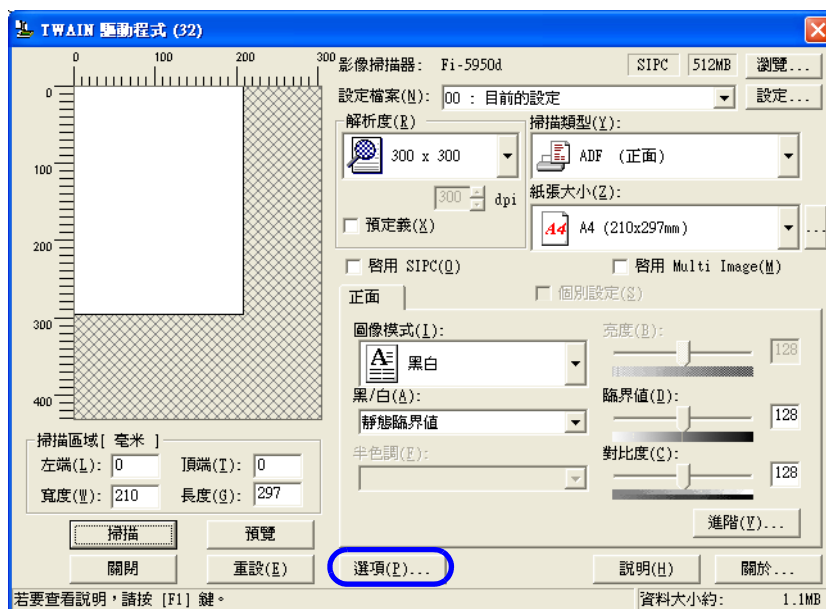 TWAIN 驅動程式 (32)
0 100 200 300
0
100
200
300
400
影像掃描器: Fi-5950d SIPC 512MB 瀏覽...
設定檔案(N): 00 : 目前的設定 設定...
解析度(R)
300 x 300
300 dpi
預定義(X)
掃描類型(Y):
ADF (正面)
紙張大小(Z):
A4 A4 (210x297mm) ...
啓用 SIPC(Q) 啓用 Multi Image(M)
正面 個別設定(S)
圖像模式(I):
A 黑白
黑/白(A):
靜態臨界值
半色調(F):
亮度(B):
128
臨界值(D):
128
對比度(C):
128
進階(V)...
掃描區域[ 毫米 ]
左端(L): 0 頂端(T): 0
寬度(W): 210 長度(G): 297
掃描 預覽
關閉 重設(E) 選項(P)... 說明(H) 關於...
若要查看說明，請按 [F1] 鍵。 資料大小約: 1.1MB